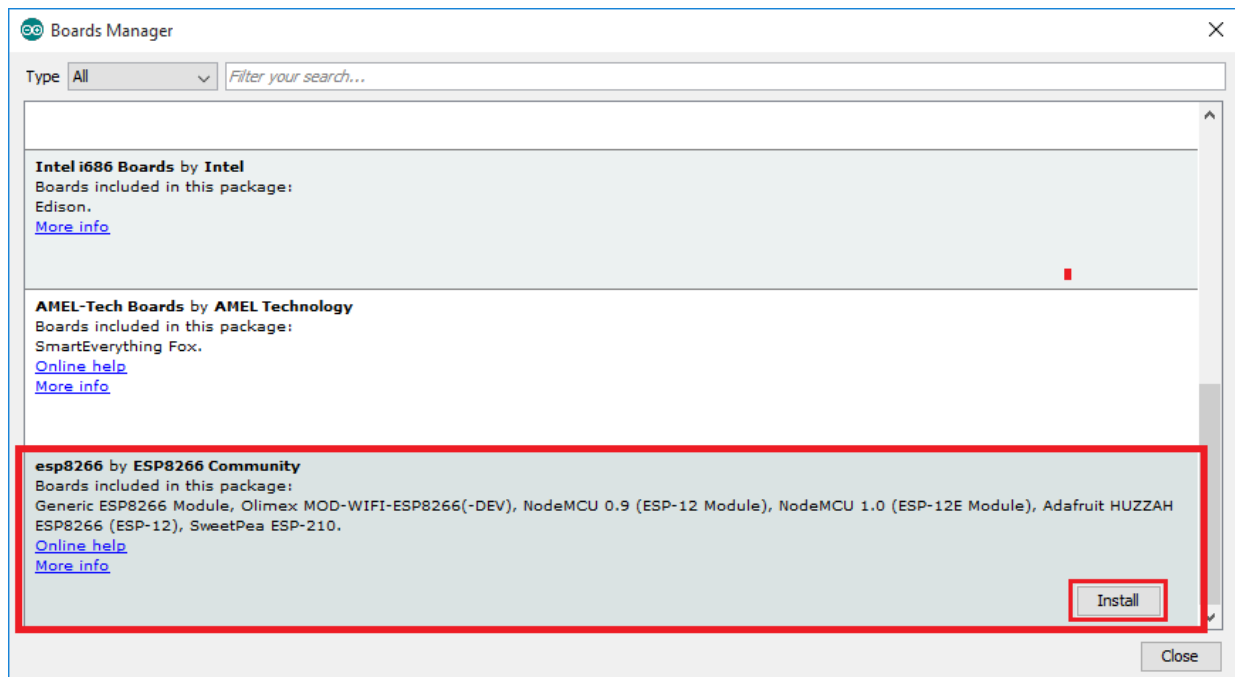 Boards Manager
Type All Filter your search...
Intel i686 Boards by Intel
Boards included in this package:
Edison.
More info
AMEL-Tech Boards by AMEL Technology
Boards included in this package:
SmartEverything Fox.
Online help
More info
esp8266 by ESP8266 Community
Boards included in this package:
Generic ESP8266 Module, Olimex MOD-WIFI-ESP8266(-DEV), NodeMCU 0.9 (ESP-12 Module), NodeMCU 1.0 (ESP-12E Module), Adafruit HUZZAH
ESP8266 (ESP-12), SweetPea ESP-210.
Online help
More info
Install
Close